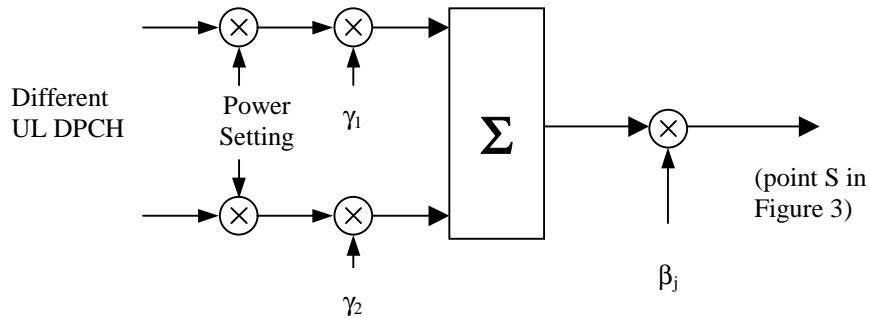 Different
UL DPCH
Power
Setting
γ1
γ2
Σ
βj
(point S in
Figure 3)